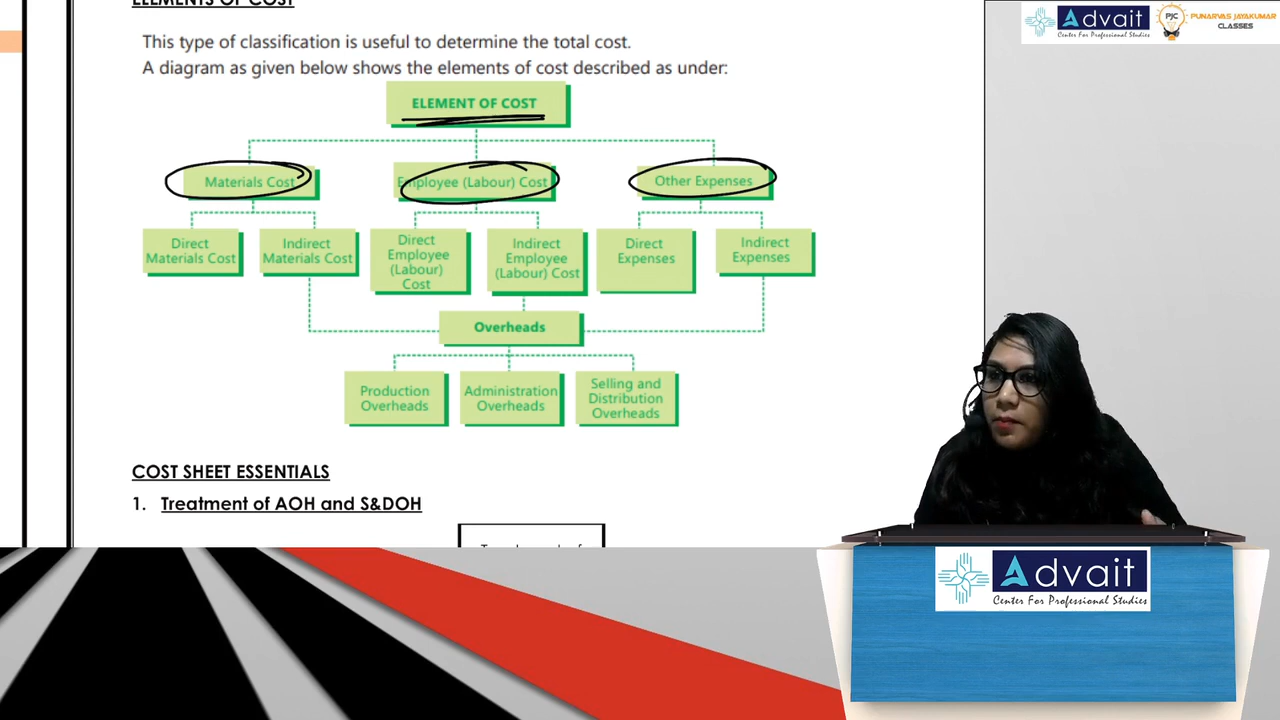 ELEMENTS OF COST
This type of classification is useful to determine the total cost.
A diagram as given below shows the elements of cost described as under:
ELEMENT OF COST
Materials Cost
Employee (Labour) Cost
Other Expenses
Direct
Materials Cost
Indirect
Materials Cost
Direct
Employee
(Labour)
Cost
Indirect
Employee
(Labour) Cost
Direct
Expenses
Indirect
Expenses
Overheads
Production
Overheads
Administration
Overheads
Selling and
Distribution
Overheads
COST SHEET ESSENTIALS
1. Treatment of AOH and S&DOH
Advait
Center For Professional Studies
PJC
PUNARVAS JAYAKUMAR
CLASSES
Advait
Center For Professional Studies